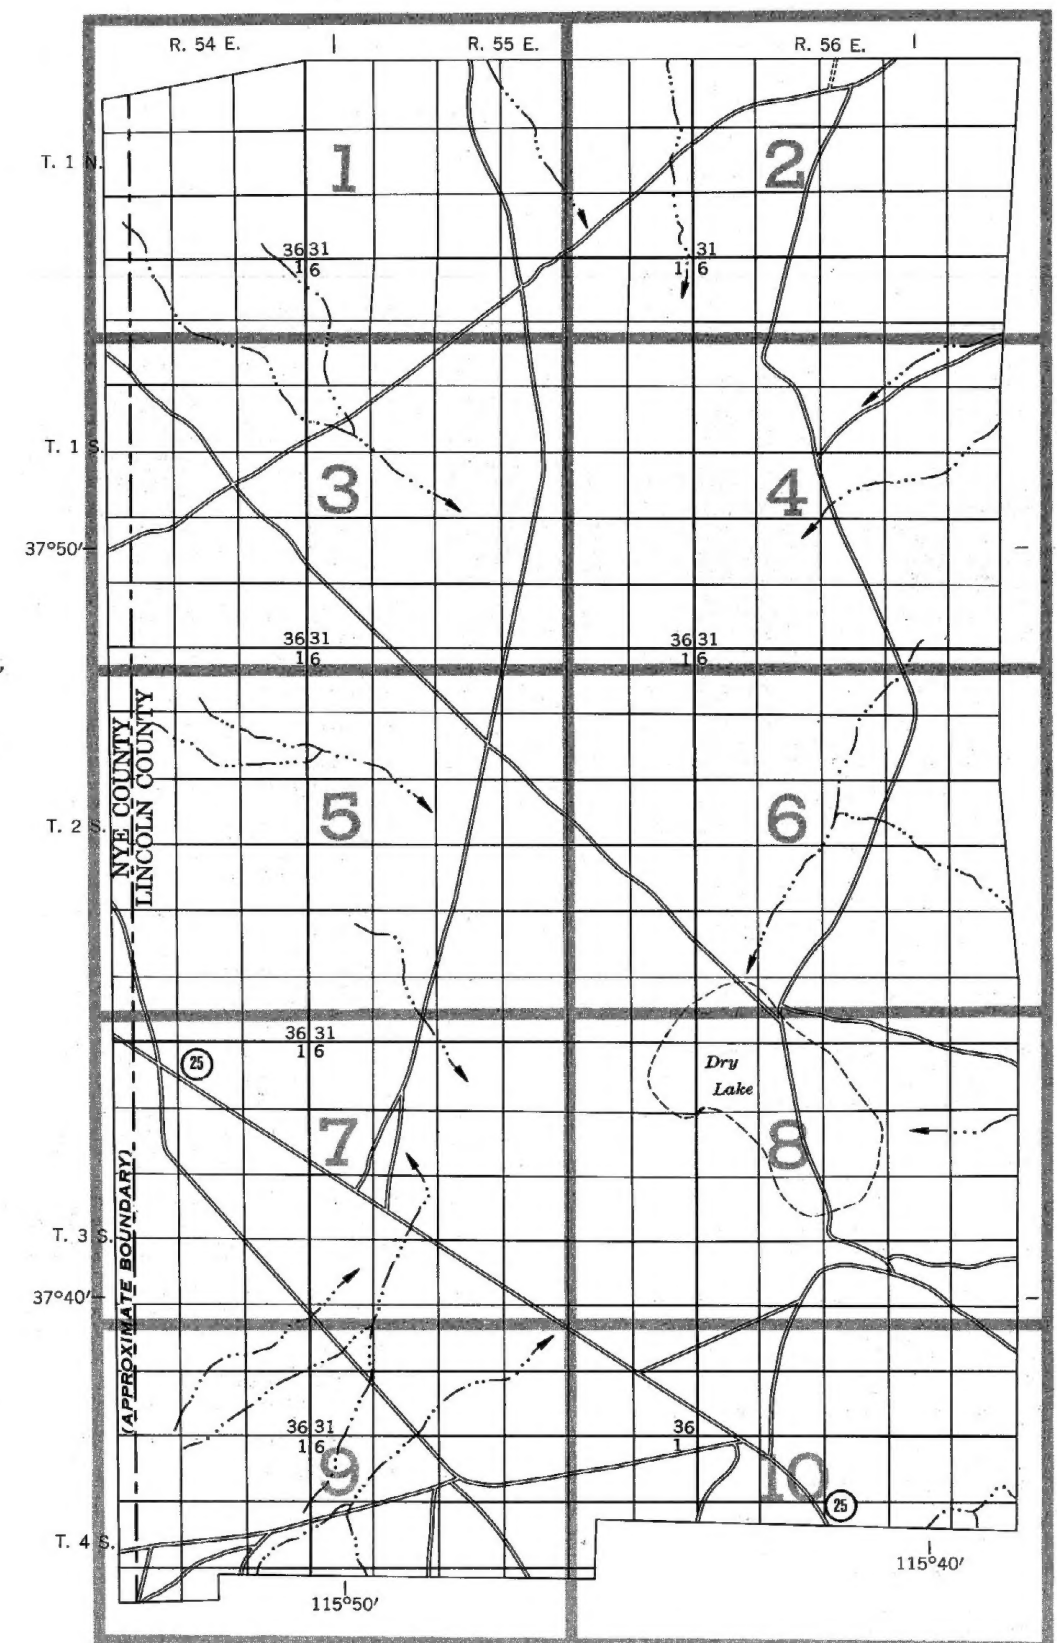 R. 54 E. R. 55 E. R. 56 E.
T. 1 N. 1 2
36 31 31
1 6 1 6
T. 1 S.
3 4
37°50′
36 31 36 31
1 6 1 6
NYE COUNTY
LINCOLN COUNTY
T. 2 S. 5 6
36 31
1 6
25
Dry
Lake
7 8
(APPROXIMATE BOUNDARY)
T. 3 S.
37°40′
36 31 36
1 6 1
9 10
25
T. 4 S.
115°40′
115°50′